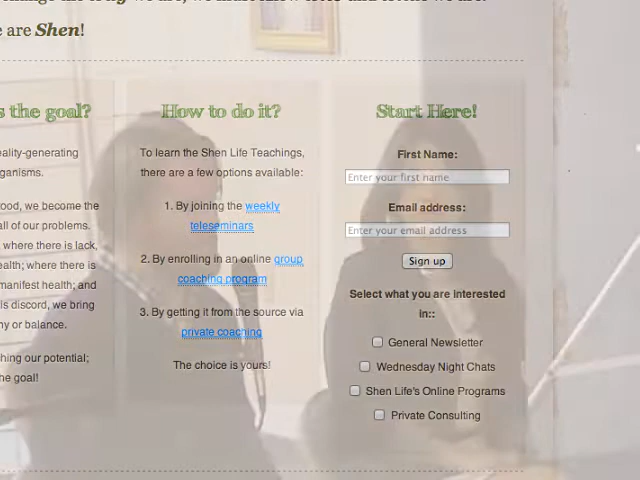 e are Shen!
s the goal?
eality-generating
rganisms.
ood, we become the
all of our problems.
where there is lack,
ealth; where there is
manifest health; and
is discord, we bring
ny or balance.
hing our potential;
he goal!
How to do it?
To learn the Shen Life Teachings,
there are a few options available:
1. By joining the weekly
teleseminars
2. By enrolling in an online group
coaching program
3. By getting it from the source via
private coaching
The choice is yours!
Start Here!
First Name:
Enter your first name
Email address:
Enter your email address
Sign up
Select what you are interested
in::
General Newsletter
Wednesday Night Chats
Shen Life's Online Programs
Private Consulting